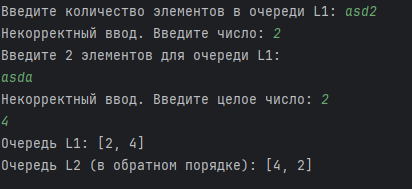 Введите количество элементов в очереди L1: asd2
Некорректный ввод. Введите число: 2
Введите 2 элементов для очереди L1:
asda
Некорректный ввод. Введите целое число: 2
4
Очередь L1: [2, 4]
Очередь L2 (в обратном порядке): [4, 2]